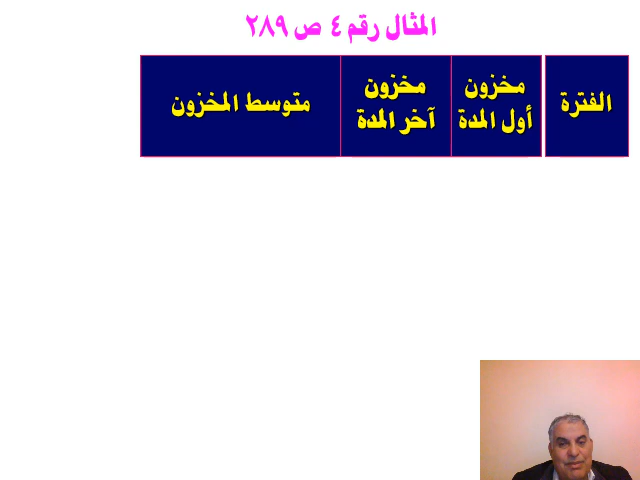 المثال رقم ٤ ص ٢٨٩
الفترة
مخزون
أول المدة
مخزون
آخر المدة
متوسط المخزون